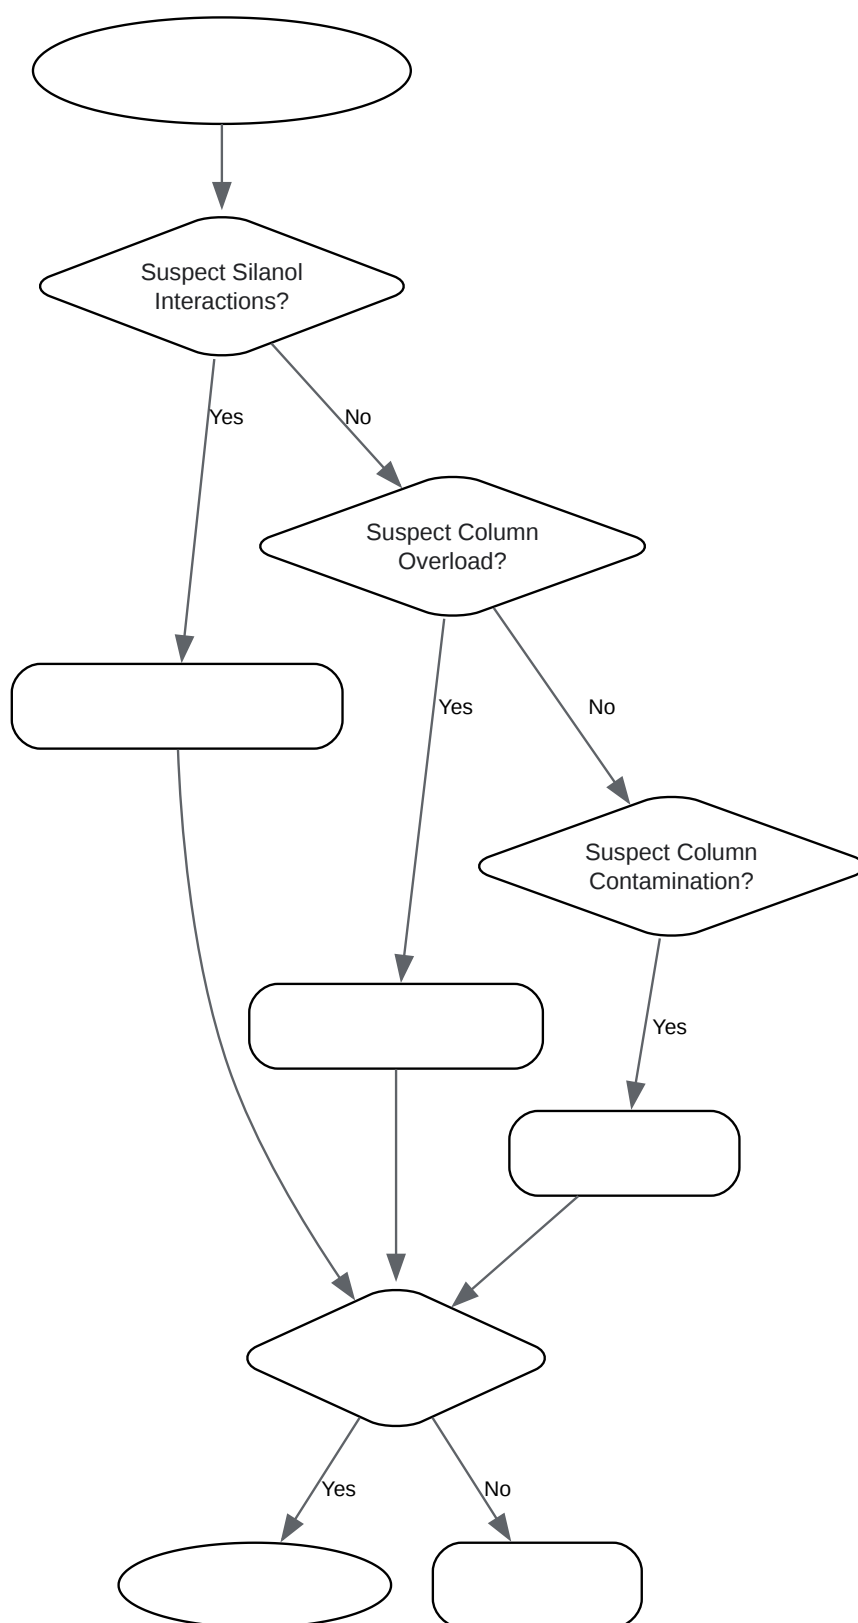 Suspect Silanol
Interactions?
Yes
No
Suspect Column
Overload?
Yes
No
Suspect Column
Contamination?
Yes
Yes
No